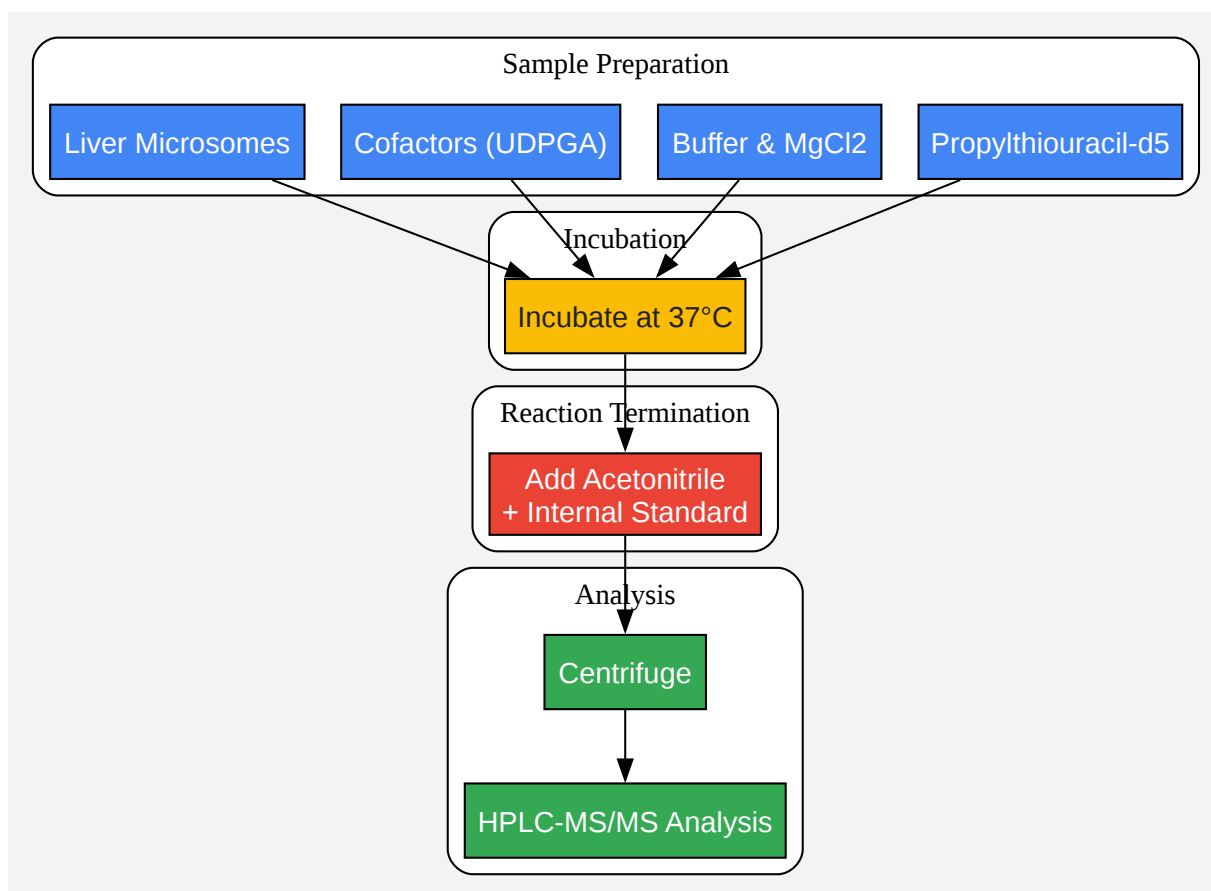 Sample Preparation
Liver Microsomes
Cofactors (UDPGA)
Buffer & MgCl2
Propylthiouracil-d5
Incubation
Incubate at 37°C
Reaction Termination
Add Acetonitrile
+ Internal Standard
Analysis
Centrifuge
HPLC-MS/MS Analysis